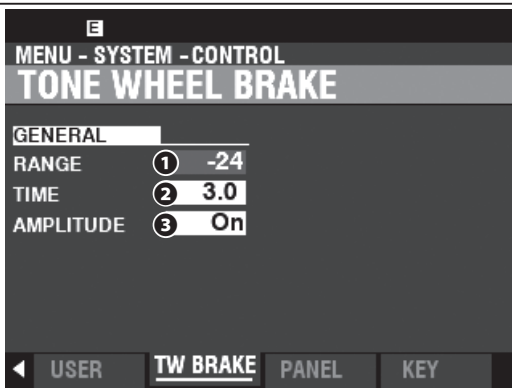 E
MENU - SYSTEM - CONTROL
TONE WHEEL BRAKE
GENERAL
RANGE 1 -24
TIME 2 3.0
AMPLITUDE 3 On
◀ USER TW BRAKE PANEL KEY